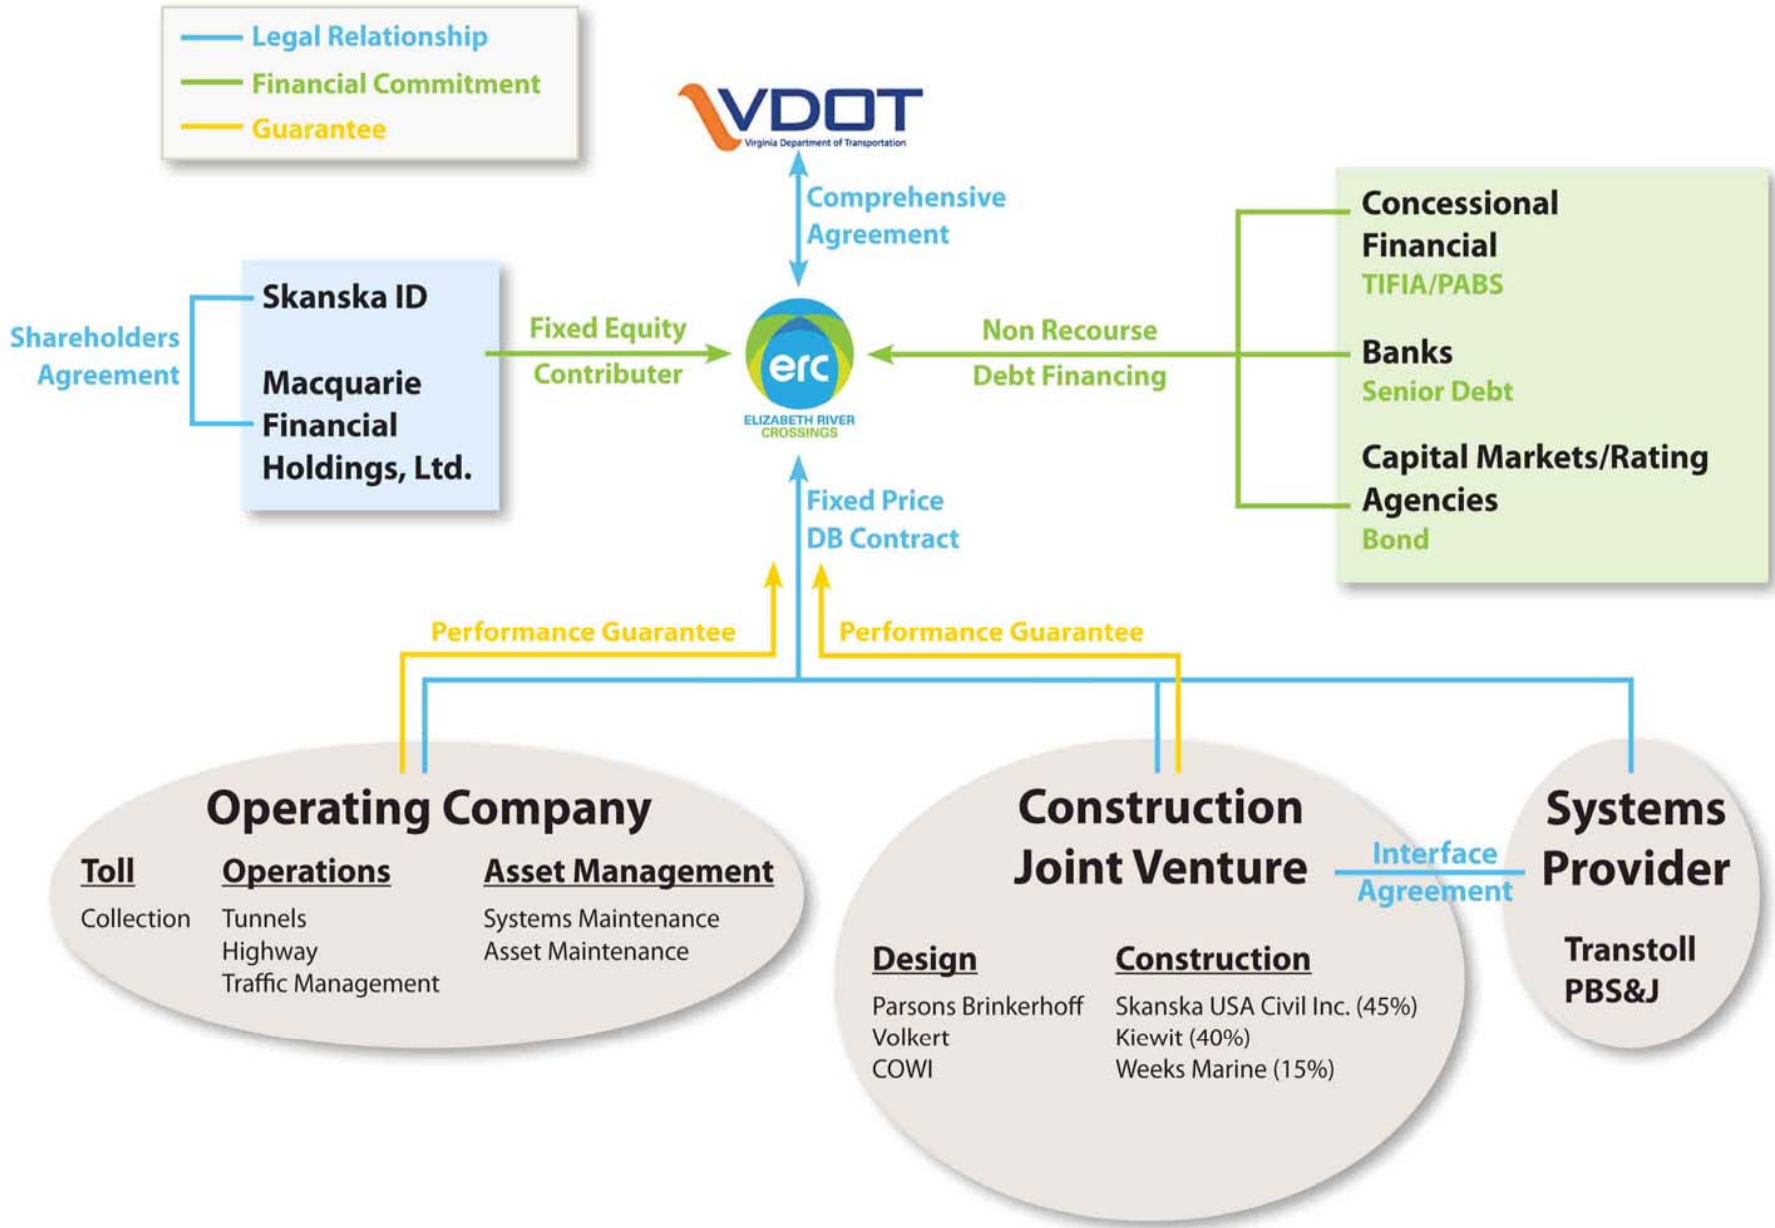 Legal Relationship
Financial Commitment
Guarantee
VDOT
Virginia Department of Transportation
Comprehensive
Agreement
Shareholders
Agreement
Skanska ID
Macquarie
Financial
Holdings, Ltd.
Fixed Equity
Contributer
erc
ELIZABETH RIVER
CROSSINGS
Non Recourse
Debt Financing
Concessional
Financial
TIFIA/PABS
Banks
Senior Debt
Capital Markets/Rating
Agencies
Bond
Fixed Price
DB Contract
Performance Guarantee
Performance Guarantee
Operating Company
Toll
Collection
Operations
Tunnels
Highway
Traffic Management
Asset Management
Systems Maintenance
Asset Maintenance
Construction
Joint Venture
Design
Parsons Brinkerhoff
Volkert
COWI
Construction
Skanska USA Civil Inc. (45%)
Kiewit (40%)
Weeks Marine (15%)
Interface
Agreement
Systems
Provider
Transtoll
PBS&J